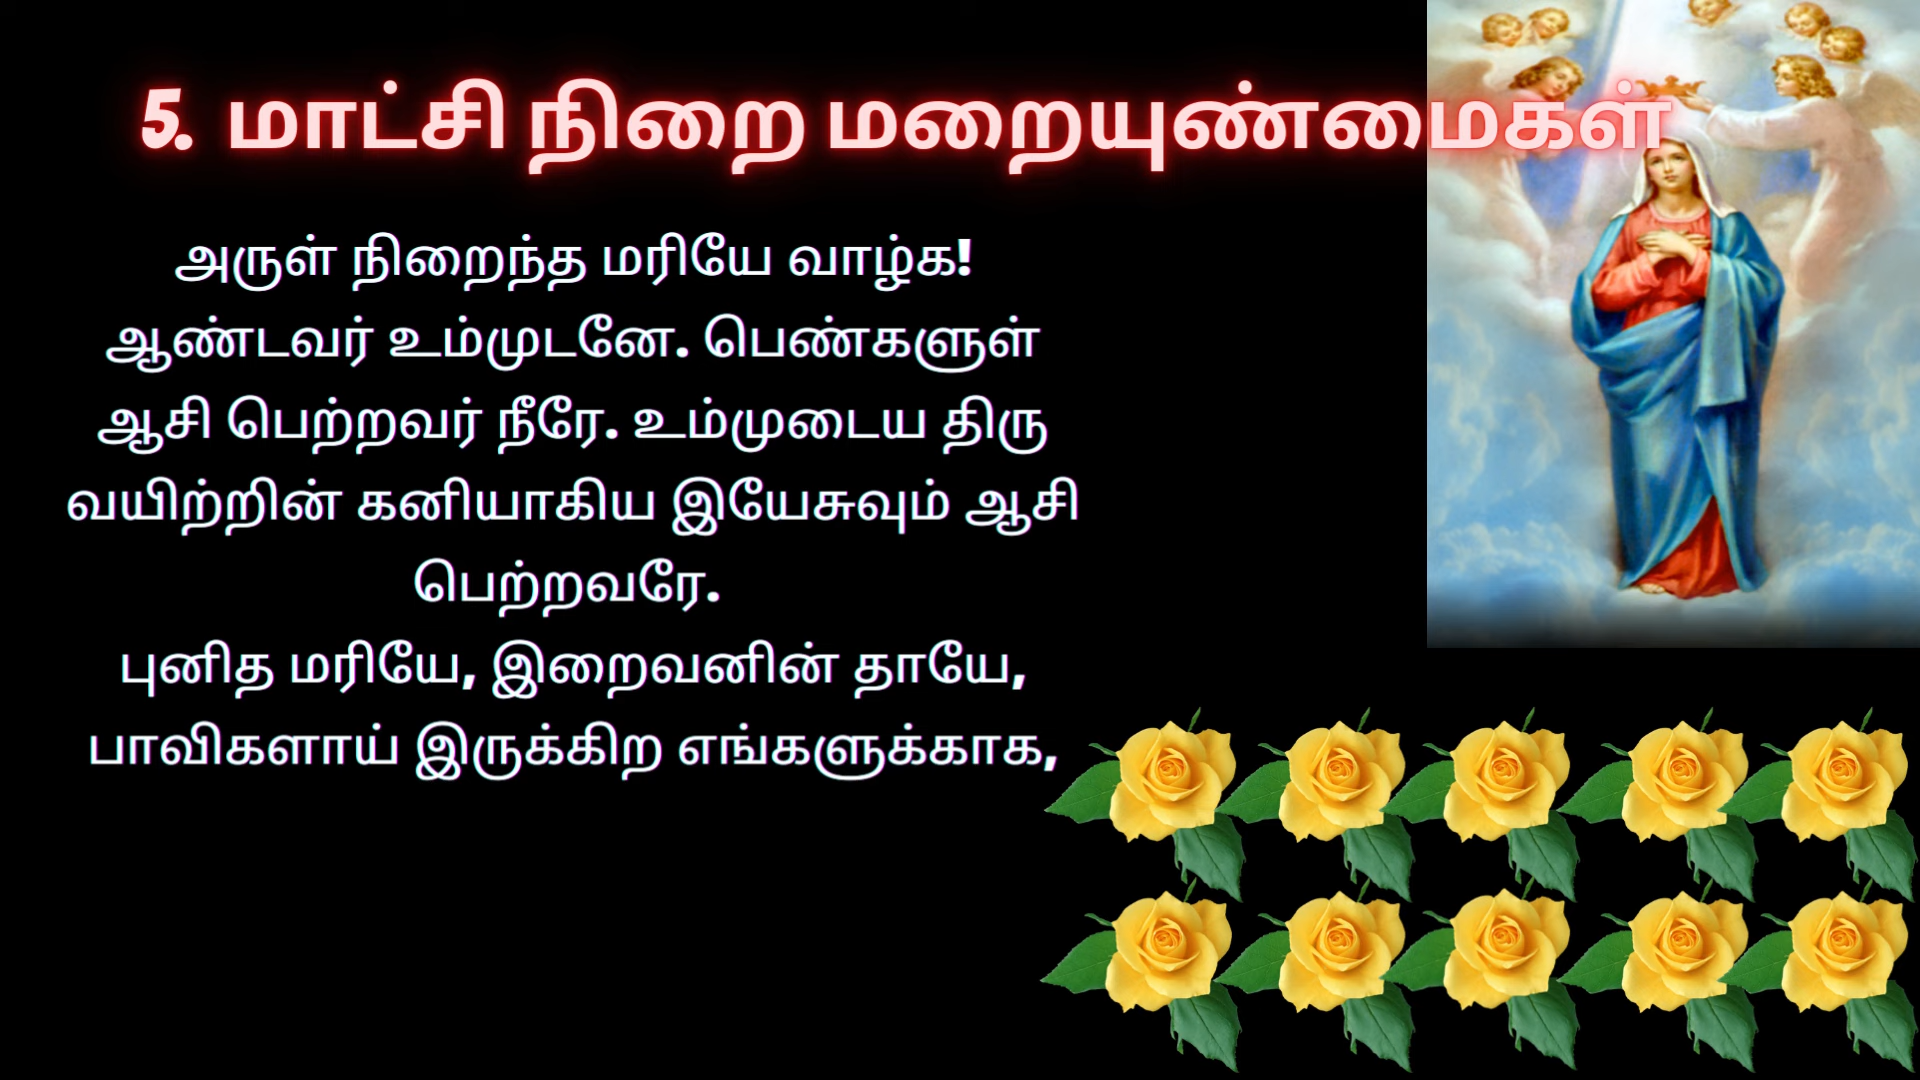 5. மாட்சி நிறை மறையுண்மைகள்
அருள் நிறைந்த மரியே வாழ்க!
ஆண்டவர் உம்முடனே. பெண்களுள்
ஆசி பெற்றவர் நீரே. உம்முடைய திரு
வயிற்றின் கனியாகிய இயேசுவும் ஆசி
பெற்றவரே.
புனித மரியே, இறைவனின் தாயே,
பாவிகளாய் இருக்கிற எங்களுக்காக,